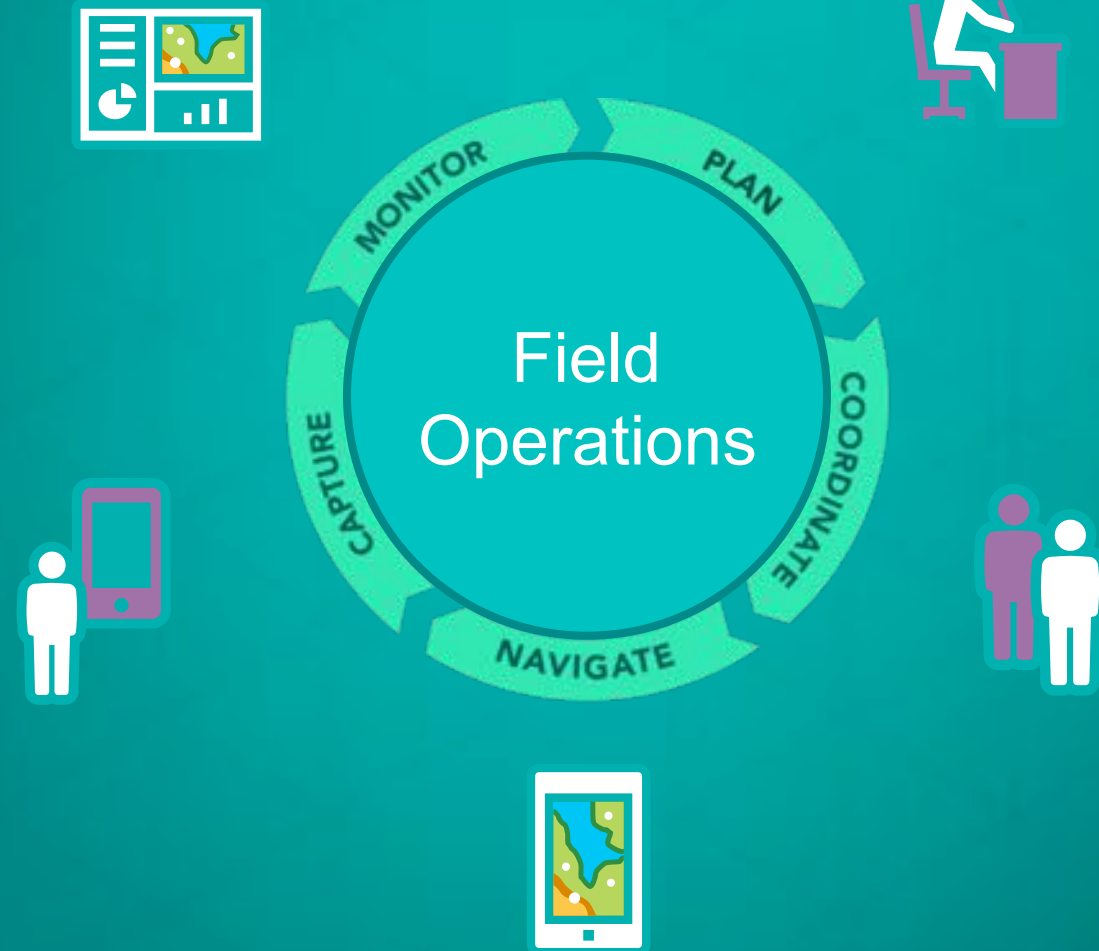 MONITOR
PLAN
Field
Operations
COORDINATE
CAPTURE
NAVIGATE